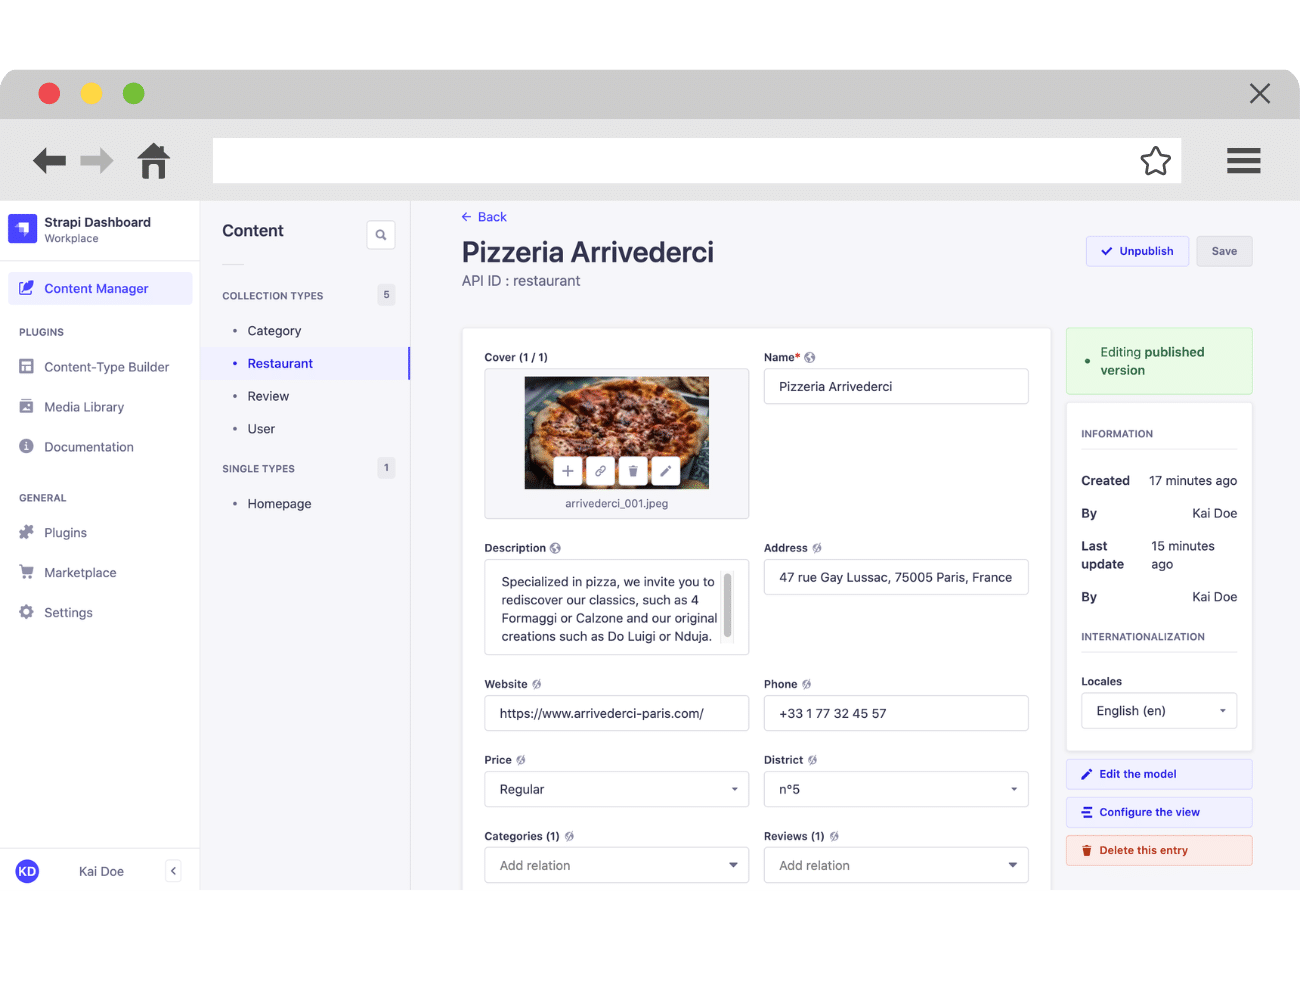 Strapi Dashboard
Workplace
Content Manager
PLUGINS
Content-Type Builder
Media Library
Documentation
GENERAL
Plugins
Marketplace
Settings
KD
Kai Doe
Content
COLLECTION TYPES
5
Category
Restaurant
Review
User
SINGLE TYPES
1
Homepage
Back
Pizzeria Arrivederci
API ID : restaurant
Unpublish
Save
Cover (1 / 1)
arrivederci_001.jpeg
Name*
Pizzeria Arrivederci
Description
Specialized in pizza, we invite you to
rediscover our classics, such as 4
Formaggi or Calzone and our original
creations such as Do Luigi or Nduja.
Address
47 rue Gay Lussac, 75005 Paris, France
Website
https://www.arrivederci-paris.com/
Phone
+33 1 77 32 45 57
Price
Regular
District
n°5
Categories (1)
Add relation
Reviews (1)
Add relation
Editing published
version
INFORMATION
Created 17 minutes ago
By Kai Doe
Last 15 minutes
update ago
By Kai Doe
INTERNATIONALIZATION
Locales
English (en)
Edit the model
Configure the view
Delete this entry